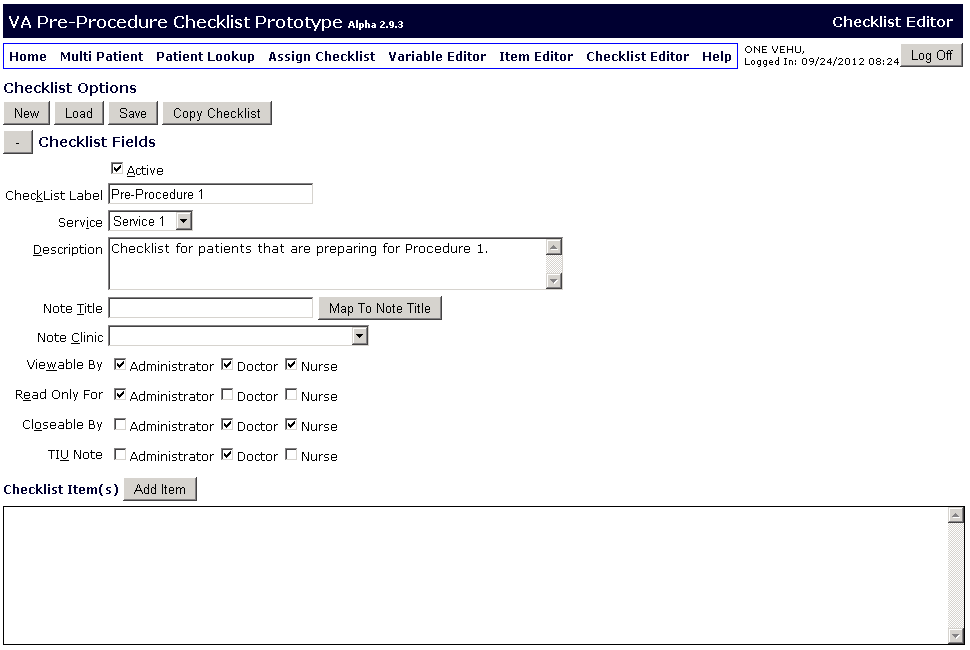 VA Pre-Procedure Checklist Prototype Alpha 2.9.3 Checklist Editor
Home Multi Patient Patient Lookup Assign Checklist Variable Editor Item Editor Checklist Editor Help
ONE VEHU,
Logged In: 09/24/2012 08:24
Log Off
Checklist Options
New Load Save Copy Checklist
- Checklist Fields
Active
CheckList Label Pre-Procedure 1
Service Service 1
Description Checklist for patients that are preparing for Procedure 1.
Note Title Map To Note Title
Note Clinic
Viewable By Administrator Doctor Nurse
Read Only For Administrator Doctor Nurse
Closeable By Administrator Doctor Nurse
TIU Note Administrator Doctor Nurse
Checklist Item(s) Add Item